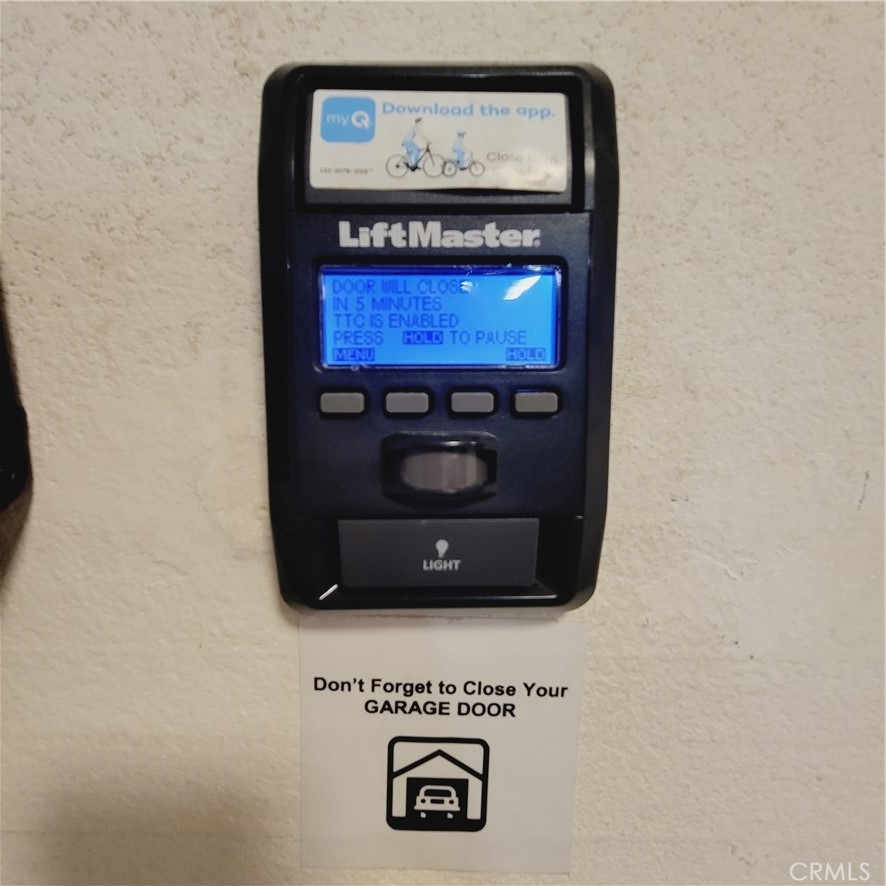 myQ
Download the app.
Close
LiftMaster
DOOR WILL CLOSE
IN 5 MINUTES
TTC IS ENABLED
PRESS HOLD TO PAUSE
MENU HOLD
LIGHT
Don't Forget to Close Your
GARAGE DOOR
CRMLS